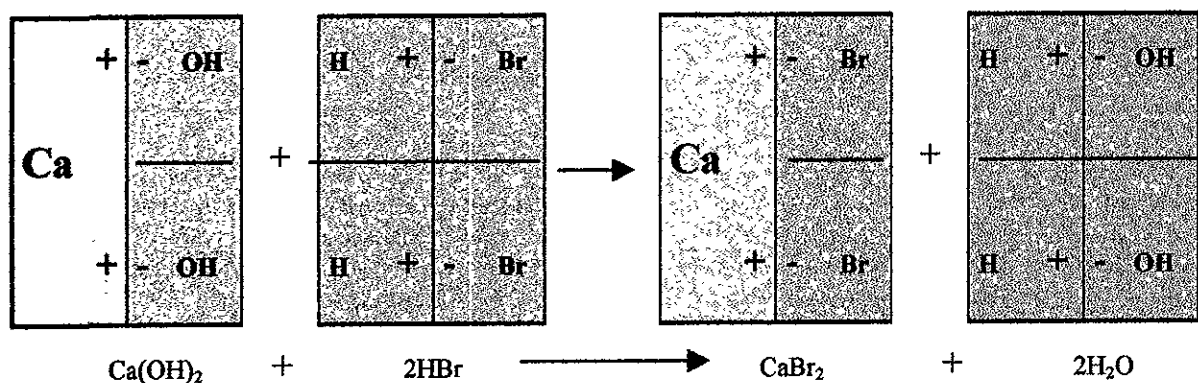 + - OH H + - Br + - Br H + - OH
Ca + → Ca +
+ - OH H + - Br + - Br H + - OH
Ca(OH)₂ + 2HBr → CaBr₂ + 2H₂O